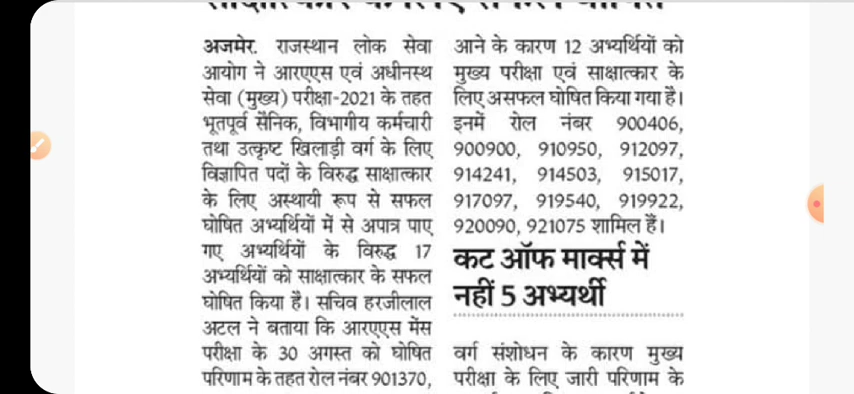 अजमेर. राजस्थान लोक सेवा
आयोग ने आरएएस एवं अधीनस्थ
सेवा (मुख्य) परीक्षा-2021 के तहत
भूतपूर्व सैनिक, विभागीय कर्मचारी
तथा उत्कृष्ट खिलाड़ी वर्ग के लिए
विज्ञापित पदों के विरुद्ध साक्षात्कार
के लिए अस्थायी रूप से सफल
घोषित अभ्यर्थियों में से अपात्र पाए
गए अभ्यर्थियों के विरुद्ध 17
अभ्यर्थियों को साक्षात्कार के सफल
घोषित किया है। सचिव हरजीलाल
अटल ने बताया कि आरएएस मेंस
परीक्षा के 30 अगस्त को घोषित
परिणाम के तहत रोल नंबर 901370,
आने के कारण 12 अभ्यर्थियों को
मुख्य परीक्षा एवं साक्षात्कार के
लिए असफल घोषित किया गया है।
इनमें रोल नंबर 900406,
900900, 910950, 912097,
914241, 914503, 915017,
917097, 919540, 919922,
920090, 921075 शामिल हैं।
कट ऑफ मार्क्स में
नहीं 5 अभ्यर्थी
वर्ग संशोधन के कारण मुख्य
परीक्षा के लिए जारी परिणाम के